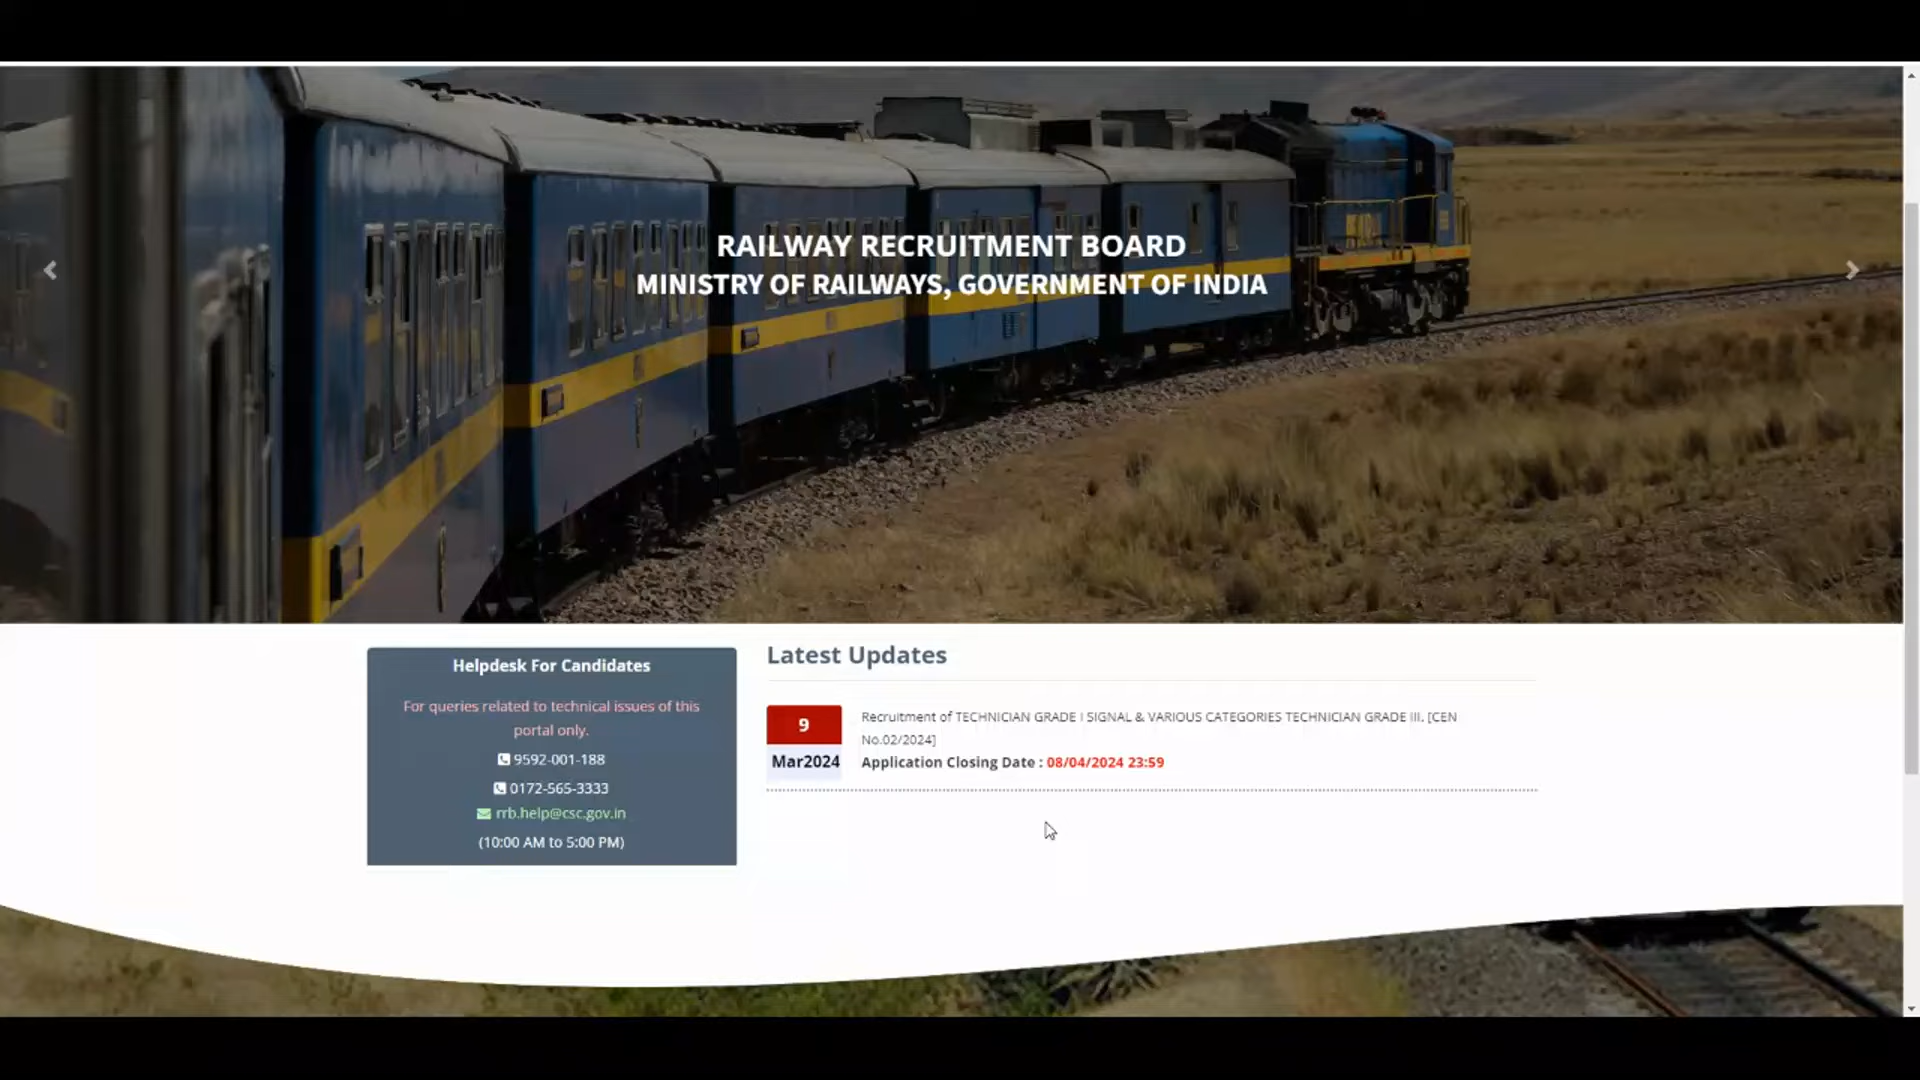 RAILWAY RECRUITMENT BOARD
MINISTRY OF RAILWAYS, GOVERNMENT OF INDIA
Helpdesk For Candidates
For queries related to technical issues of this
portal only.
9592-001-188
0172-565-3333
rrb.help@csc.gov.in
(10:00 AM to 5:00 PM)
Latest Updates
9
Mar2024
Recruitment of TECHNICIAN GRADE I SIGNAL & VARIOUS CATEGORIES TECHNICIAN GRADE III. [CEN
No.02/2024]
Application Closing Date : 08/04/2024 23:59